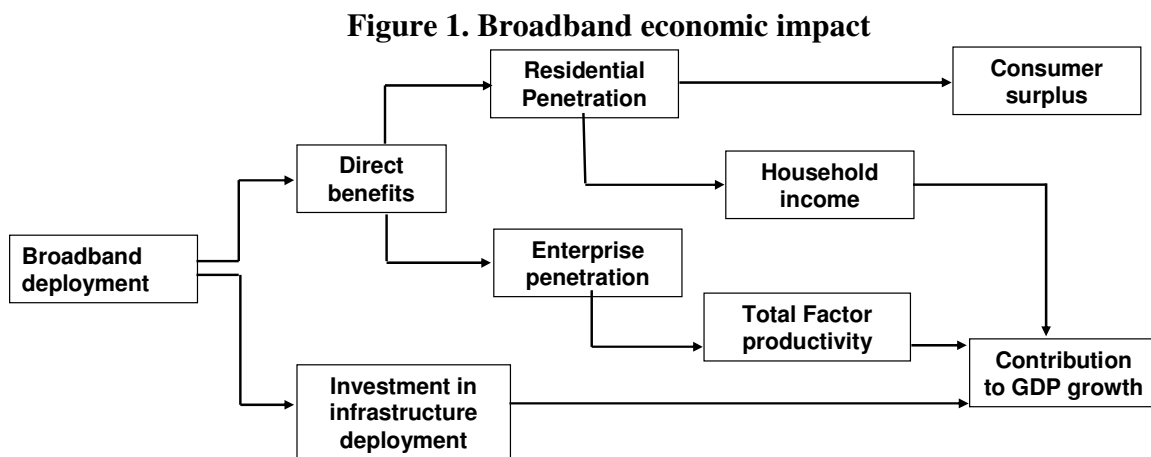 Figure 1. Broadband economic impact
Residential
Penetration
Consumer
surplus
Direct
benefits
Household
income
Broadband
deployment
Enterprise
penetration
Total Factor
productivity
Investment in
infrastructure
deployment
Contribution
to GDP growth